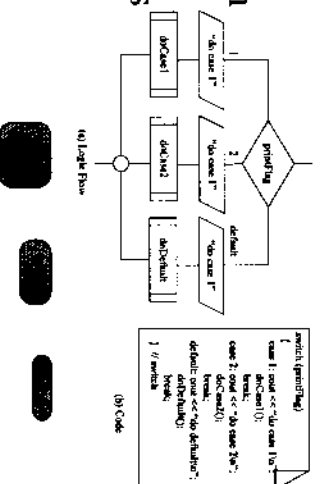 printFlag
1
2
default
"do case 1"
"do case 1"
"do case 1"
doCase1
doCase2
doDefault
(a) Logic Flow
switch (printFlag)
{
case 1: cout << "do case 1\n";
doCase1();
break;
case 2: cout << "do case 2\n";
doCase2();
break;
default: cout << "do default\n";
doDefault();
break;
} // switch
(b) Code